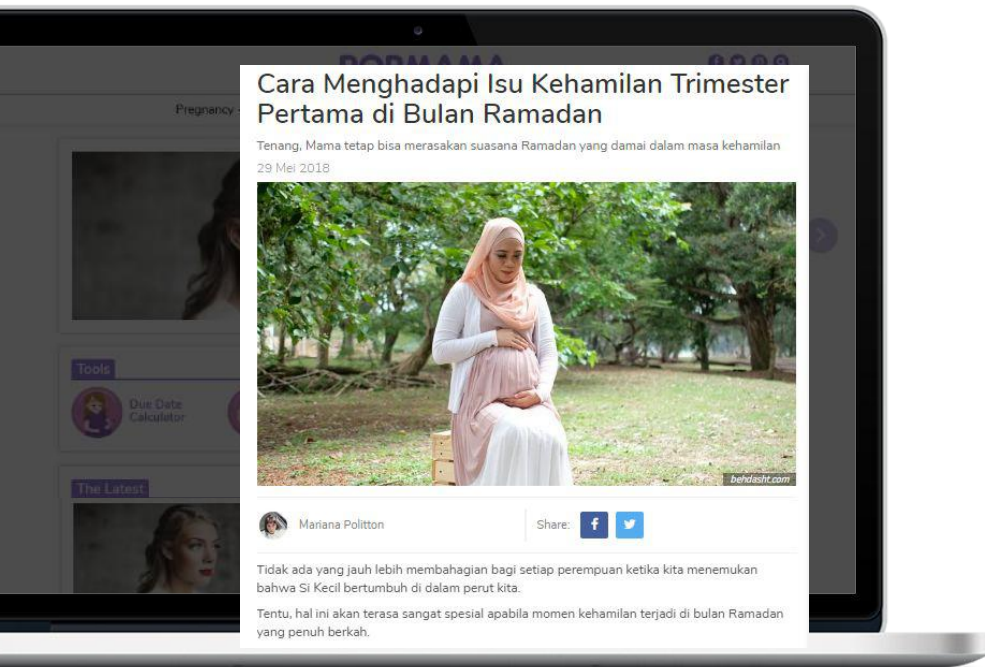 Pregnancy
Cara Menghadapi Isu Kehamilan Trimester
Pertama di Bulan Ramadan
Tenang, Mama tetap bisa merasakan suasana Ramadan yang damai dalam masa kehamilan
29 Mei 2018
behdasht.com
Tools
Due Date
Calculator
The Latest
Mariana Politton
Share:
Tidak ada yang jauh lebih membahagian bagi setiap perempuan ketika kita menemukan
bahwa Si Kecil bertumbuh di dalam perut kita.
Tentu, hal ini akan terasa sangat spesial apabila momen kehamilan terjadi di bulan Ramadan
yang penuh berkah.